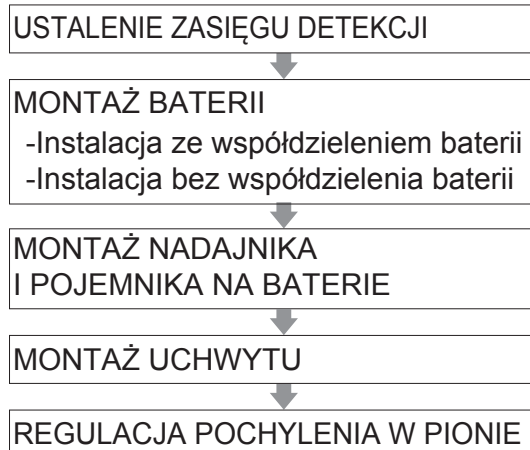 USTALENIE ZASIĘGU DETEKCJI
MONTAŻ BATERII
-Instalacja ze współdzieleniem baterii
-Instalacja bez współdzielenia baterii
MONTAŻ NADAJNIKA
I POJEMNIKA NA BATERIE
MONTAŻ UCHWYTU
REGULACJA POCHYLENIA W PIONIE